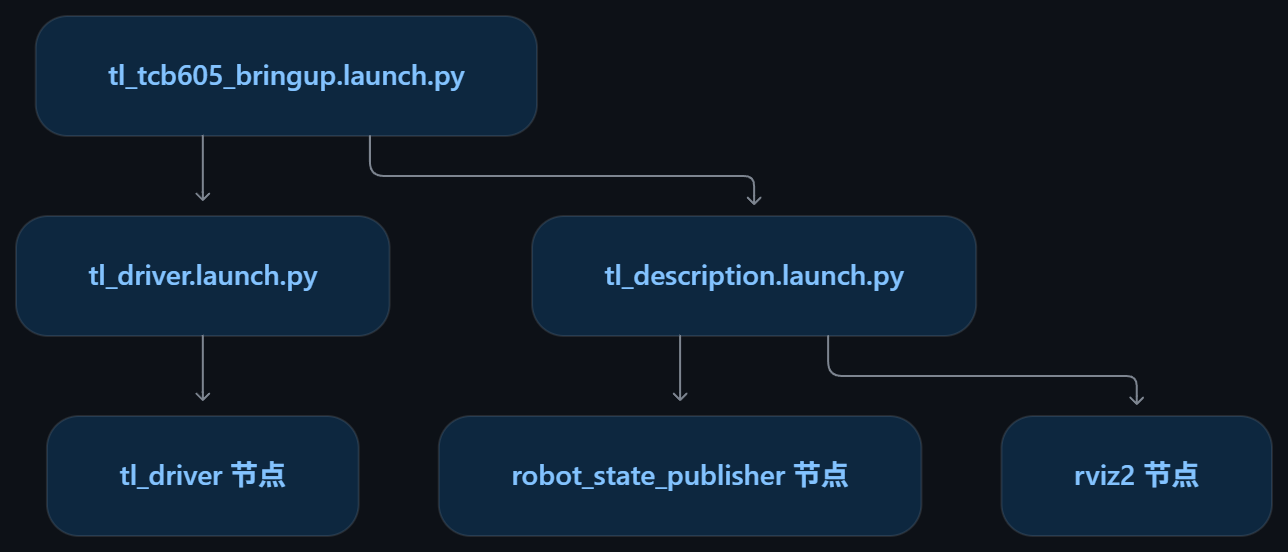 tl_tcb605_bringup.launch.py
tl_driver.launch.py
tl_description.launch.py
tl_driver 节点
robot_state_publisher 节点
rviz2 节点